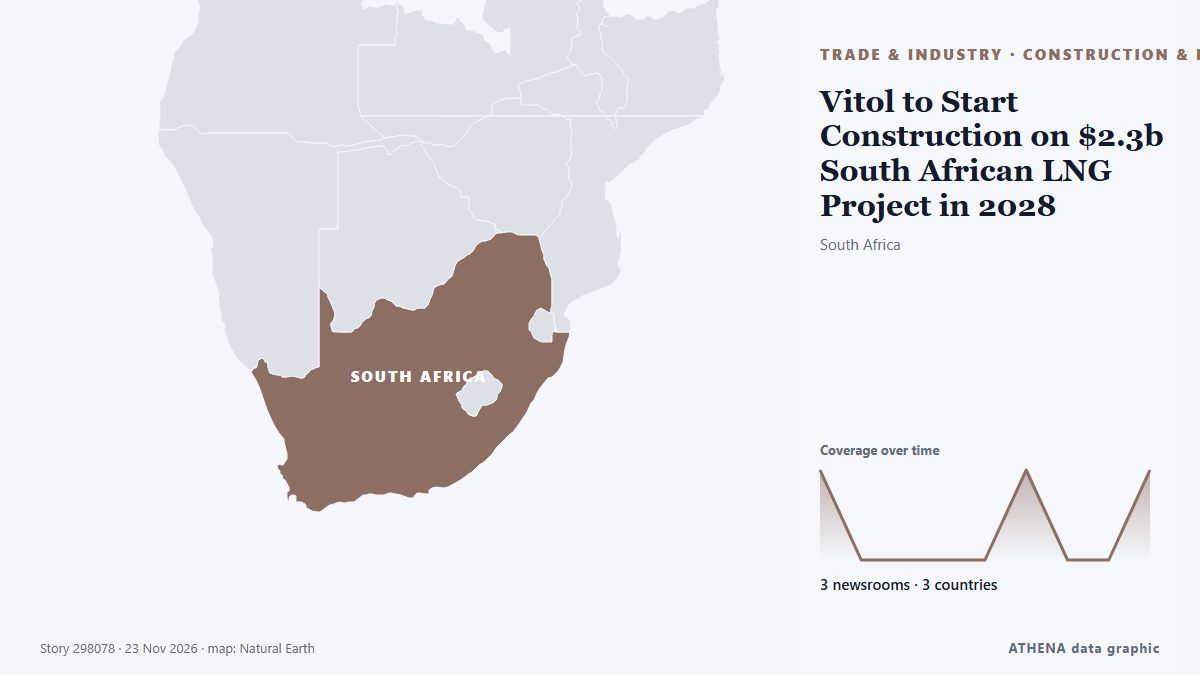 TRADE & INDUSTRY · CONSTRUCTION &
Vitol to Start
Construction on $2.3b
South African LNG
Project in 2028
South Africa
SOUTH AFRICA
Coverage over time
3 newsrooms · 3 countries
Story 298078 · 23 Nov 2026 · map: Natural Earth
ATHENA data graphic